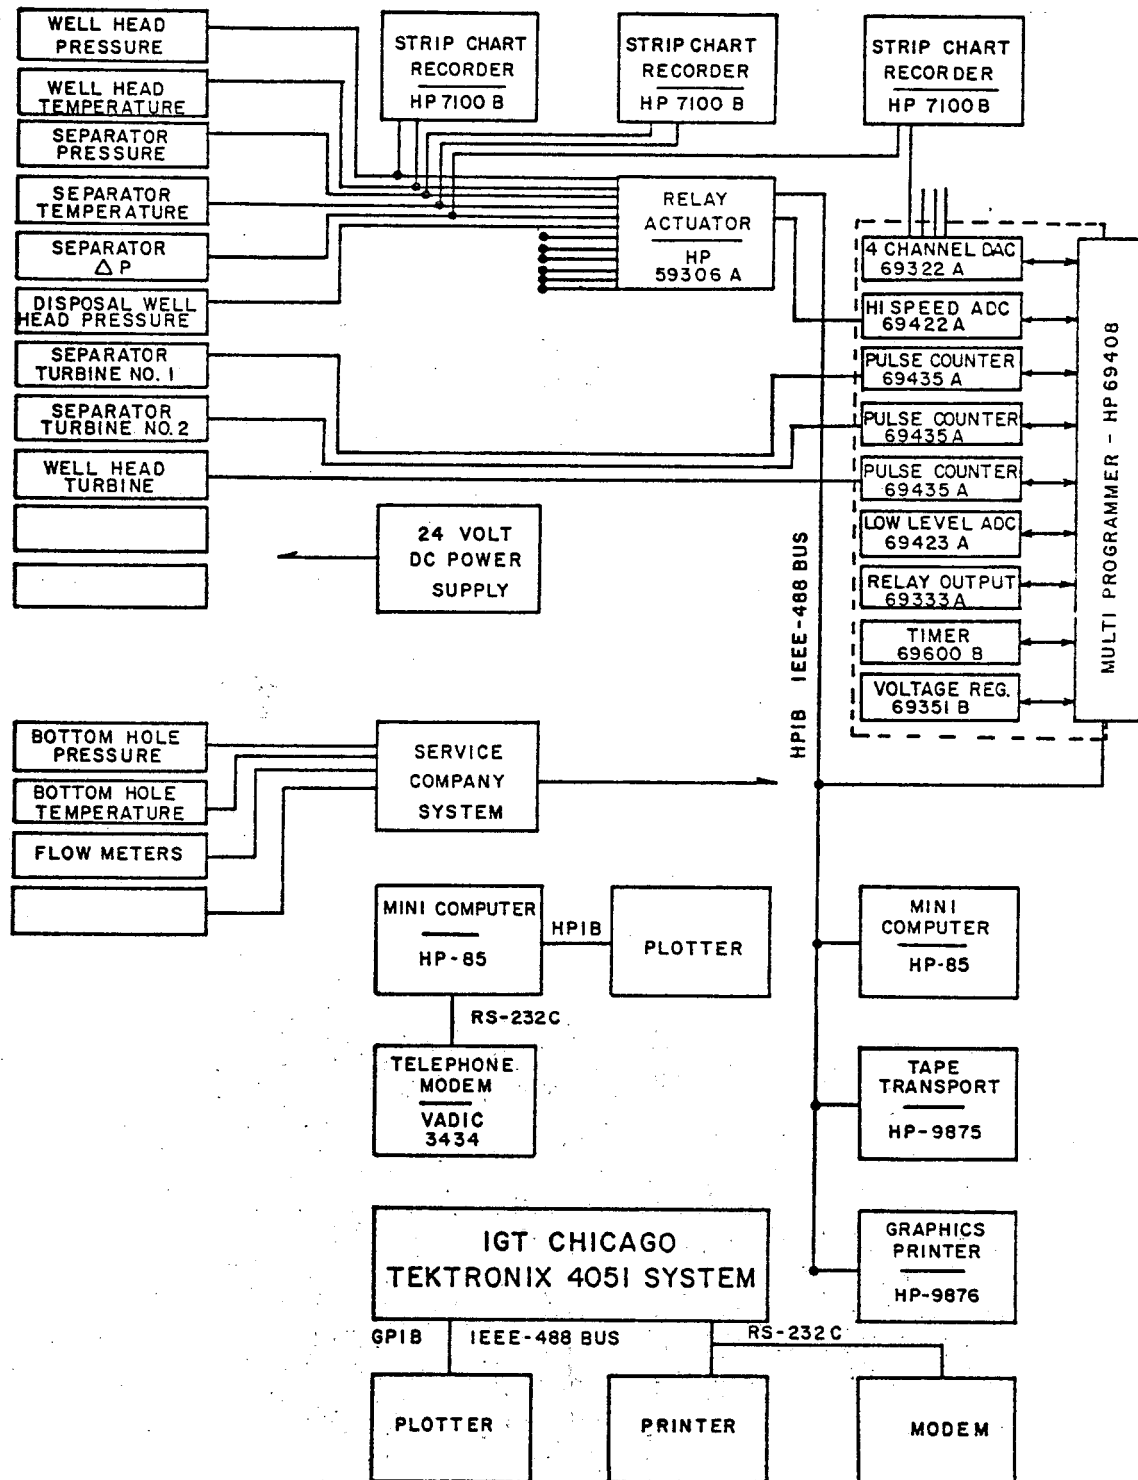 WELL HEAD
PRESSURE
WELL HEAD
TEMPERATURE
SEPARATOR
PRESSURE
SEPARATOR
TEMPERATURE
SEPARATOR
△ P
DISPOSAL WELL
HEAD PRESSURE
SEPARATOR
TURBINE NO. 1
SEPARATOR
TURBINE NO. 2
WELL HEAD
TURBINE
STRIP CHART
RECORDER
HP 7100 B
STRIP CHART
RECORDER
HP 7100 B
STRIP CHART
RECORDER
HP 7100 B
RELAY
ACTUATOR
HP
59306 A
4 CHANNEL DAC
69322 A
HI SPEED ADC
69422 A
PULSE COUNTER
69435 A
PULSE COUNTER
69435 A
PULSE COUNTER
69435 A
LOW LEVEL ADC
69423 A
RELAY OUTPUT
69333 A
TIMER
69600 B
VOLTAGE REG.
69351 B
MULTI PROGRAMMER - HP69408
24 VOLT
DC POWER
SUPPLY
HPIB IEEE-488 BUS
BOTTOM HOLE
PRESSURE
BOTTOM HOLE
TEMPERATURE
FLOW METERS
SERVICE
COMPANY
SYSTEM
MINI COMPUTER
HP-85
HPIB
PLOTTER
RS-232C
TELEPHONE
MODEM
VADIC
3434
MINI
COMPUTER
HP-85
TAPE
TRANSPORT
HP-9875
GRAPHICS
PRINTER
HP-9876
IGT CHICAGO
TEKTRONIX 4051 SYSTEM
GPIB IEEE-488 BUS
RS-232C
PLOTTER
PRINTER
MODEM